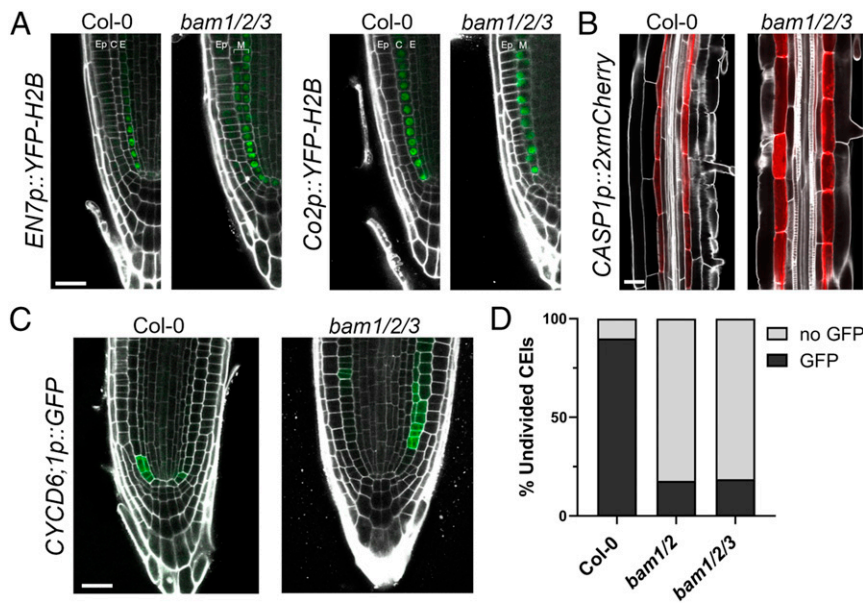 A
Col-0
bam1/2/3
Col-0
bam1/2/3
EN7p::YFP-H2B
Ep C E
Ep M
Co2p::YFP-H2B
Ep C E
Ep M
B
Col-0
bam1/2/3
CASP1p::2xmCherry
C
Col-0
bam1/2/3
CYCD6;1p::GFP
D
% Undivided CEIs
100
50
0
no GFP
GFP
Col-0
bam1/2
bam1/2/3